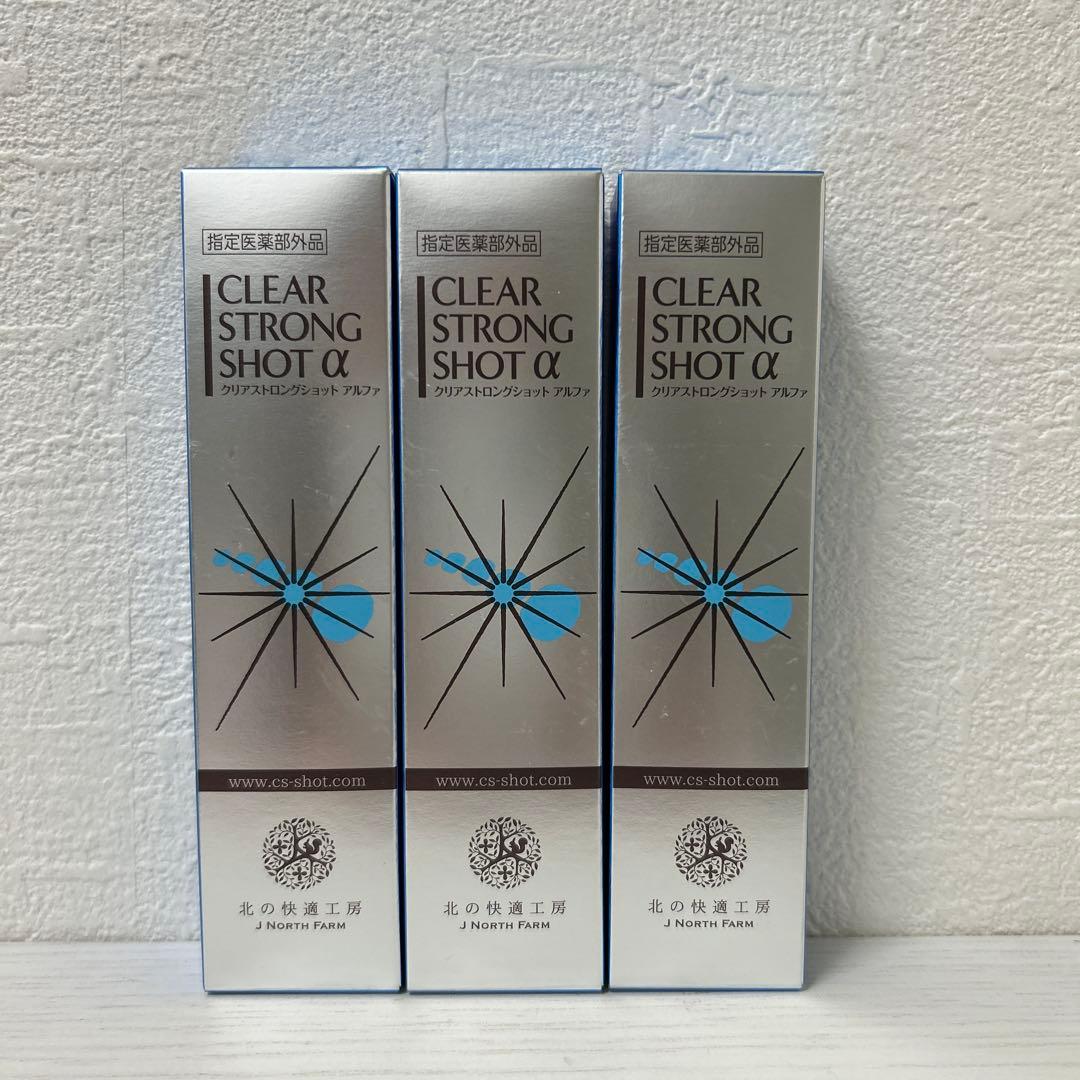 指定医薬部外品
CLEAR
STRONG
SHOT α
クリアストロングショット アルファ
www.cs-shot.com
北の快適工房
J NORTH FARM
指定医薬部外品
CLEAR
STRONG
SHOT α
クリアストロングショット アルファ
www.cs-shot.com
北の快適工房
J NORTH FARM
指定医薬部外品
CLEAR
STRONG
SHOT α
クリアストロングショット アルファ
www.cs-shot.com
北の快適工房
J NORTH FARM